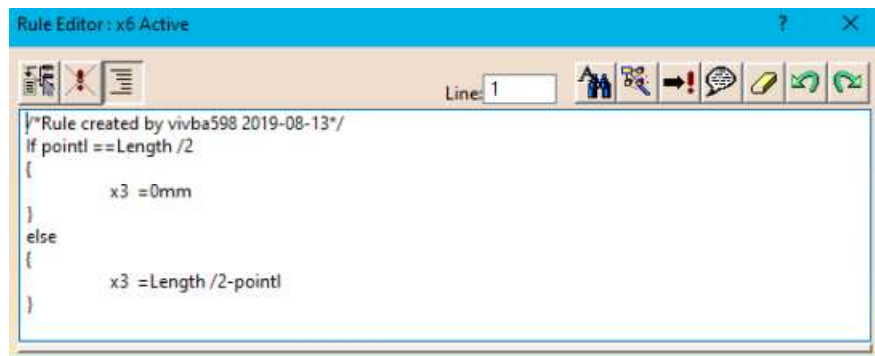 Rule Editor : x6 Active
Line: 1
/*Rule created by vivba598 2019-08-13*/
If pointl ==Length /2
{
x3 =0mm
}
else
{
x3 =Length /2-pointl
}